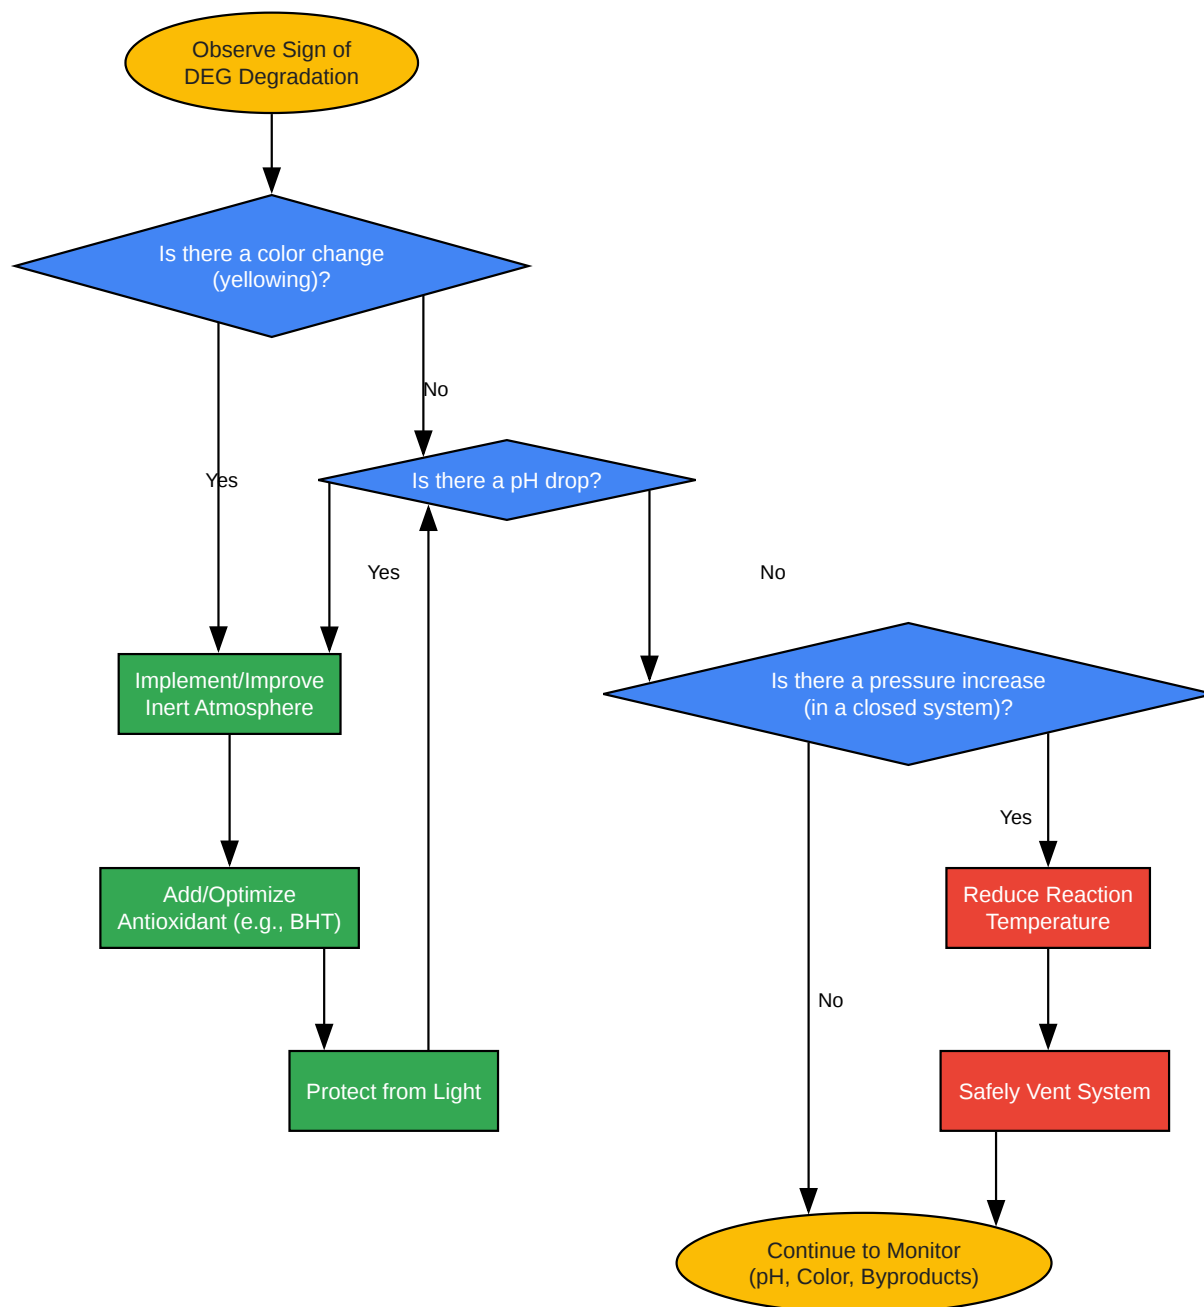 Observe Sign of
DEG Degradation
Is there a color change
(yellowing)?
No
Yes
Is there a pH drop?
Yes
No
Implement/Improve
Inert Atmosphere
Is there a pressure increase
(in a closed system)?
Yes
Add/Optimize
Antioxidant (e.g., BHT)
Reduce Reaction
Temperature
No
Protect from Light
Safely Vent System
Continue to Monitor
(pH, Color, Byproducts)